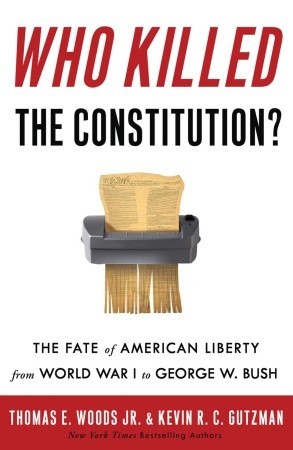 WHO KILLED
THE CONSTITUTION?
THE FATE of AMERICAN LIBERTY
from WORLD WAR I to GEORGE W. BUSH
THOMAS E. WOODS JR. & KEVIN R. C. GUTZMAN
New York Times Bestselling Authors